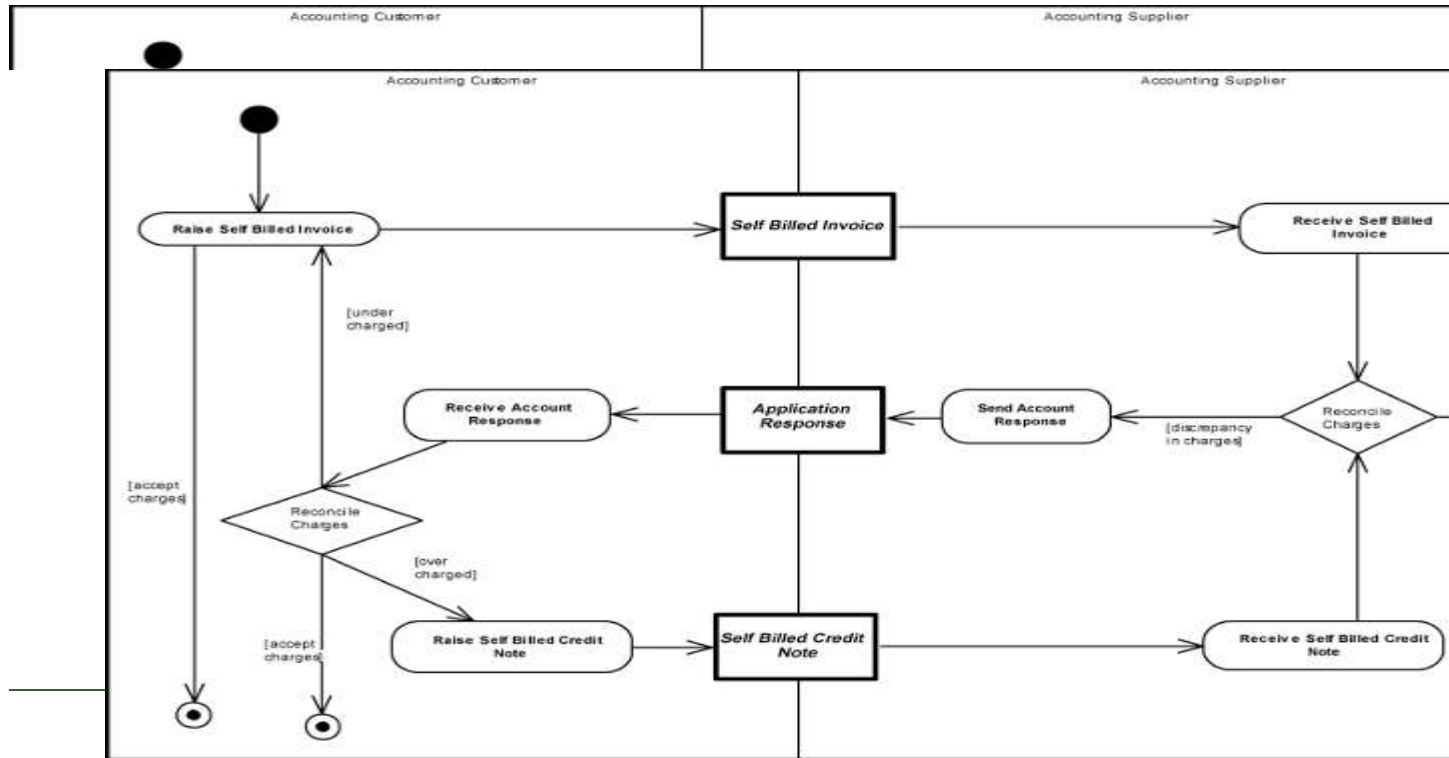 Accounting Customer
Accounting Supplier
Accounting Customer
Accounting Supplier
Raise Self Billed Invoice
Self Billed Invoice
Receive Self Billed
Invoice
[under
charged]
Receive Account
Response
Application
Response
Send Account
Response
[discrepancy
in charges]
Reconcile
Charges
[accept
charges]
Reconcile
Charges
[over
charged]
[accept
charges]
Raise Self Billed Credit
Note
Self Billed Credit
Note
Receive Self Billed Credit
Note